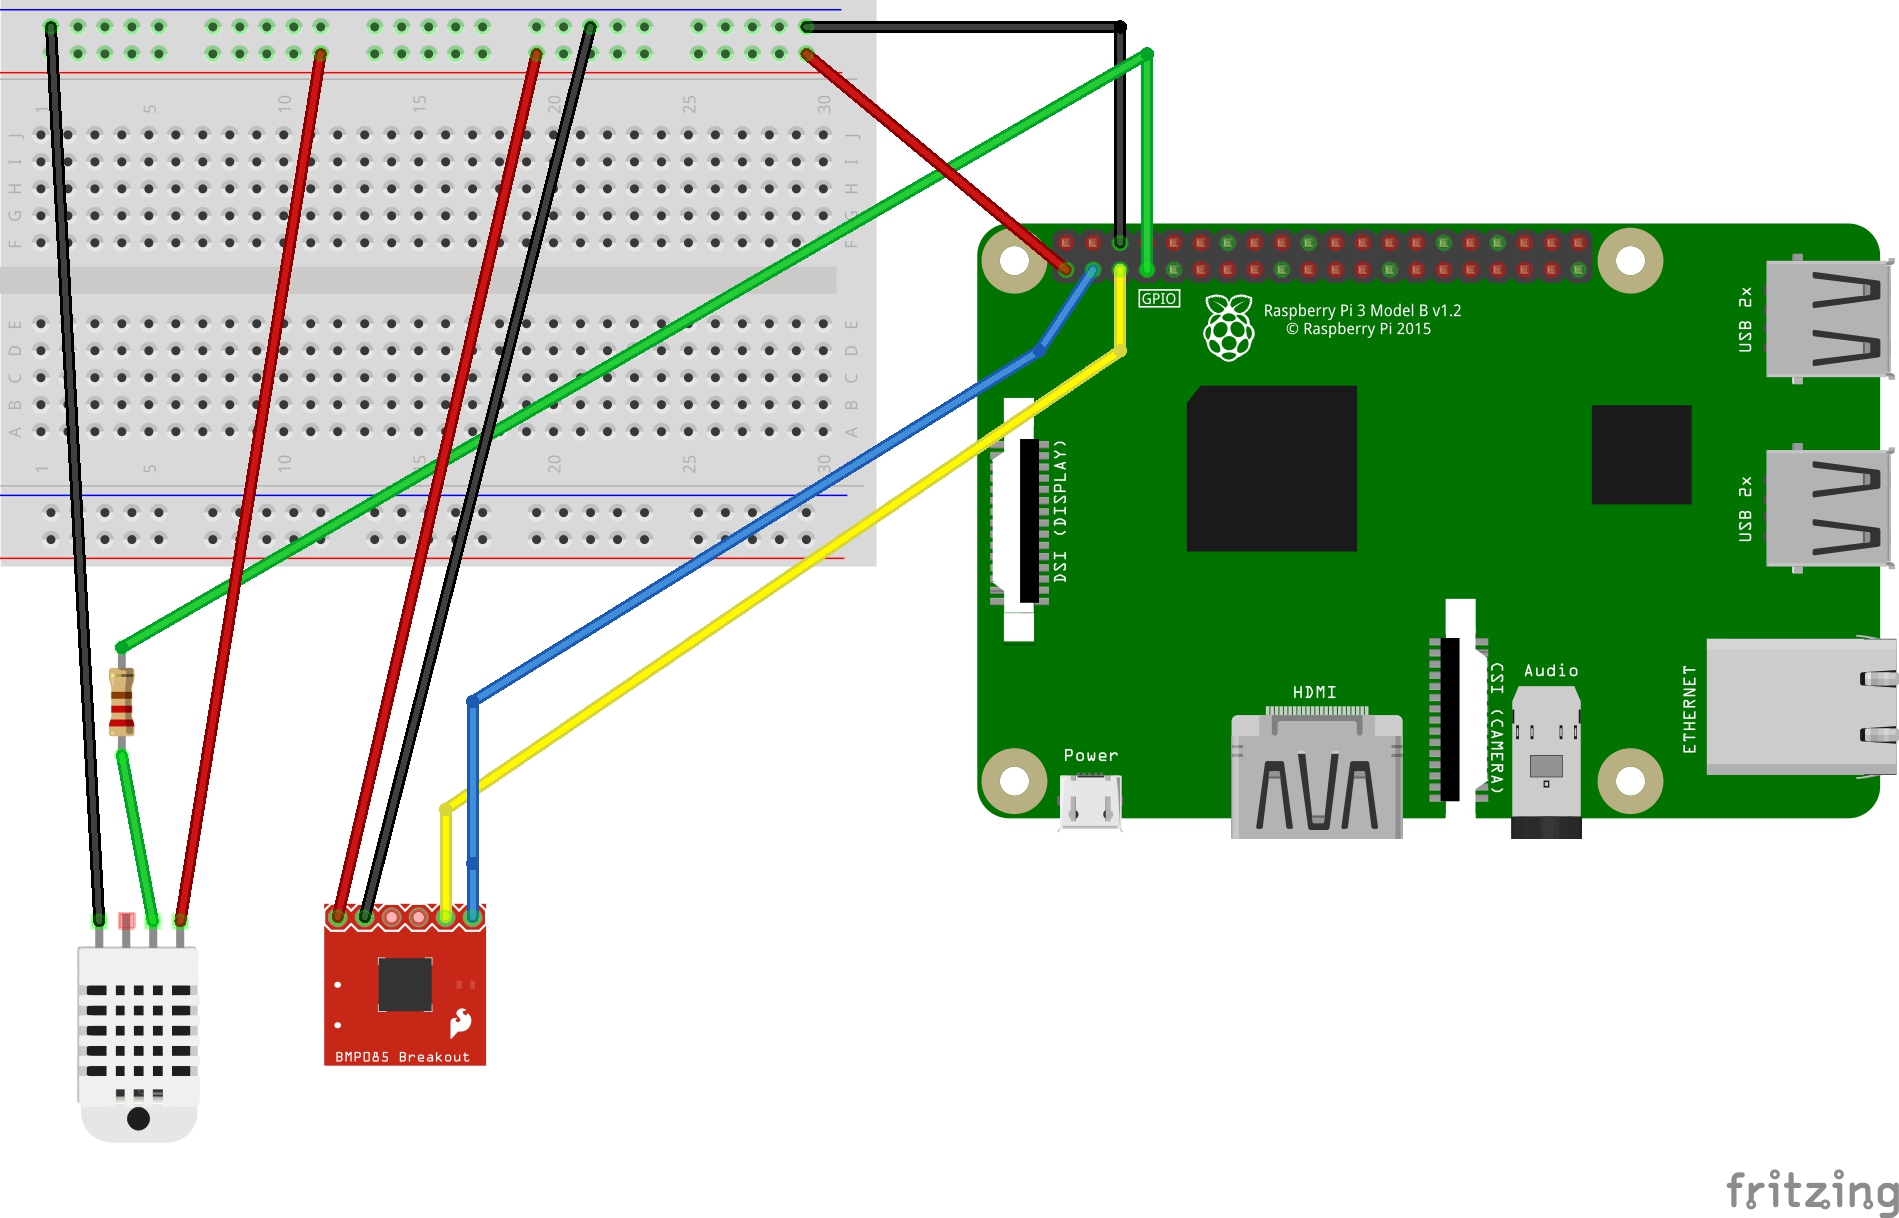 1 5 10 15 20 25 30
J J
I I
H H
G G
F F
E E
D D
C C
B B
A A
1 5 10 15 20 25 30
GPIO
Raspberry Pi 3 Model B v1.2
© Raspberry Pi 2015
USB 2x
USB 2x
DSI (DISPLAY)
ETHERNET
CSI (CAMERA)
Audio
HDMI
Power
BMP085 Breakout
fritzing